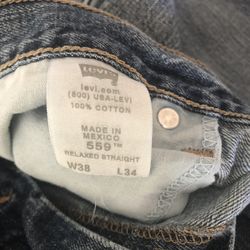 Levi's
levi.com
(800) USA-LEVI
100% COTTON
MADE IN
MEXICO
559™
RELAXED STRAIGHT
W38 L34